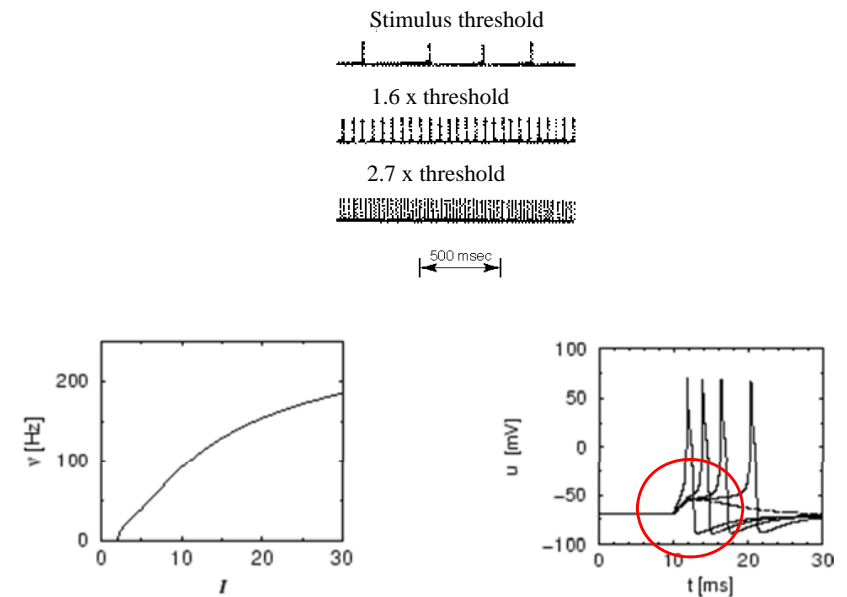 Stimulus threshold
1.6 x threshold
2.7 x threshold
500 msec
ν [Hz]
200
100
0
0
10
20
30
I
u [mV]
100
50
0
−50
−100
0
10
20
30
t [ms]